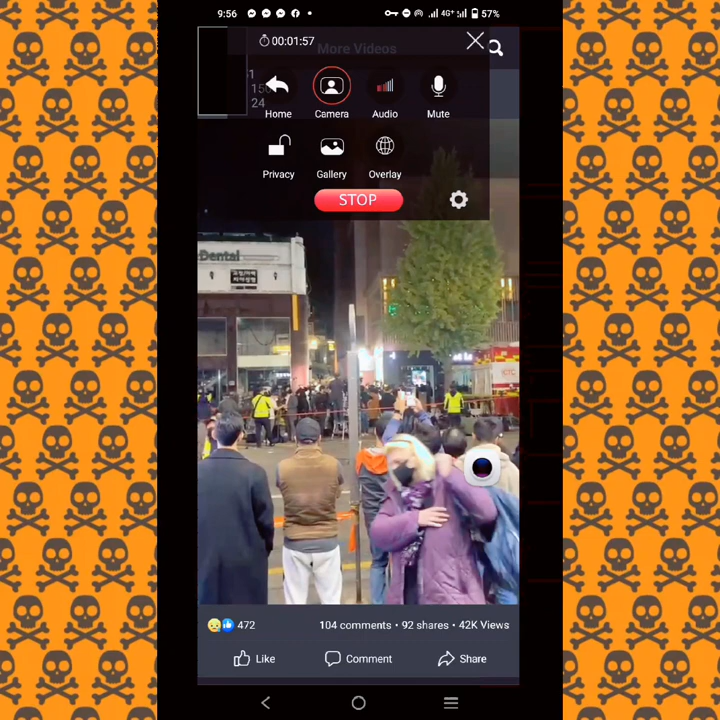 9:56
4G+
57%
00:01:57
More Videos
Home
Camera
Audio
Mute
Privacy
Gallery
Overlay
STOP
Dental
472
104 comments • 92 shares • 42K Views
Like
Comment
Share